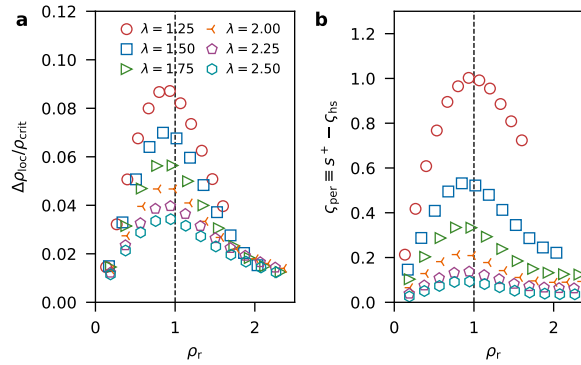 a
b
0.12
0.10
0.08
0.06
0.04
0.02
0.00
Δρloc/ρcrit
λ = 1.25
λ = 1.50
λ = 1.75
λ = 2.00
λ = 2.25
λ = 2.50
0
1
2
ρr
1.2
1.0
0.8
0.6
0.4
0.2
0.0
ςper ≡ s⁺ − ςhs
0
1
2
ρr